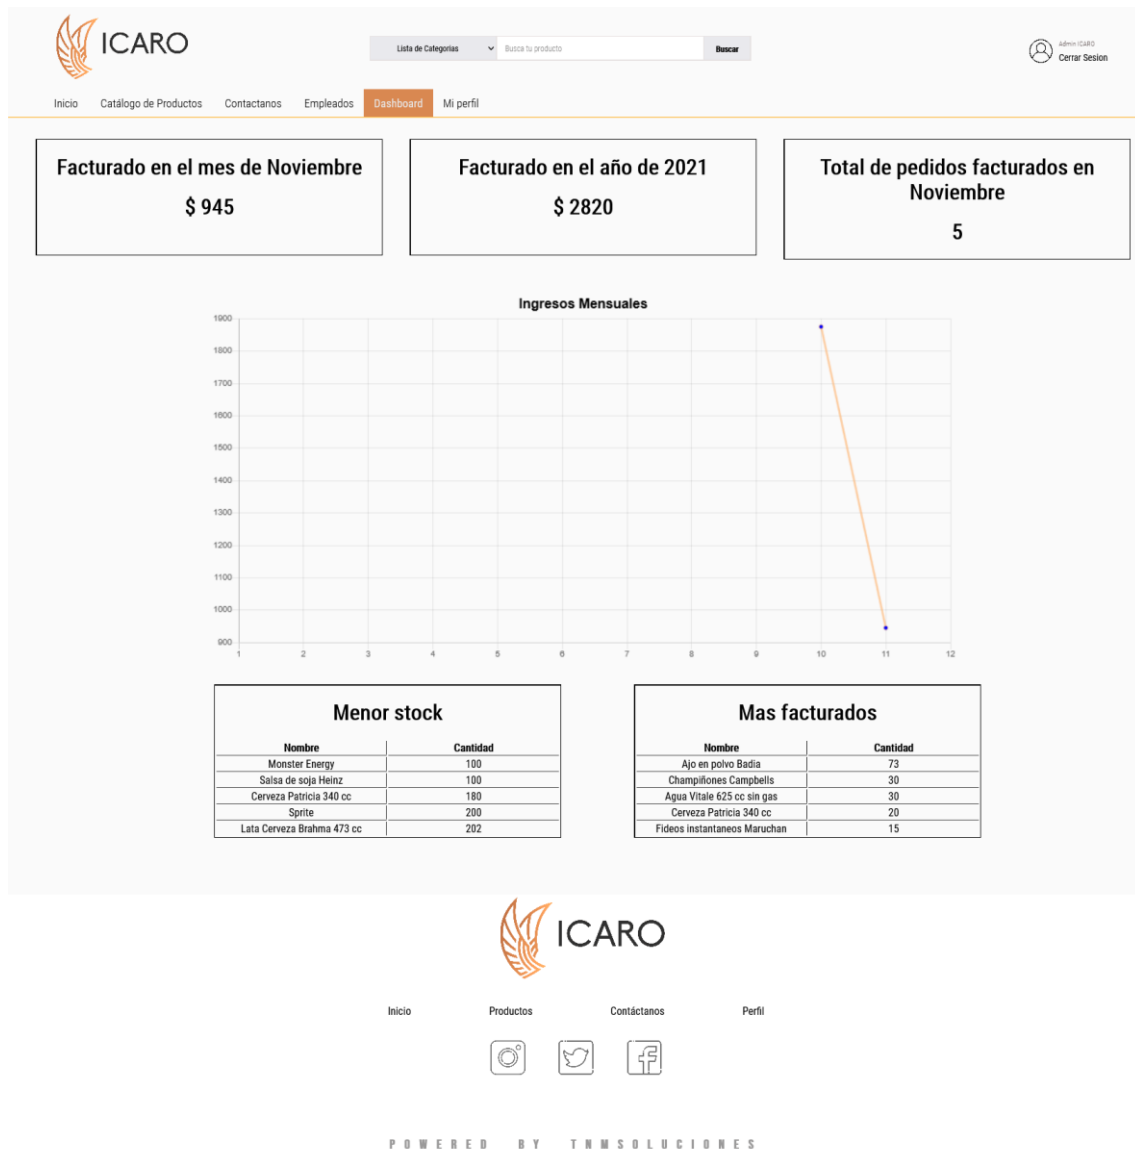 ICARO
Lista de Categorias
Busca tu producto
Buscar
Admin ICARO
Cerrar Sesion
Inicio
Catálogo de Productos
Contactanos
Empleados
Dashboard
Mi perfil
Facturado en el mes de Noviembre
$ 945
Facturado en el año de 2021
$ 2820
Total de pedidos facturados en
Noviembre
5
Ingresos Mensuales
1900
1800
1700
1600
1500
1400
1300
1200
1100
1000
900
1 2 3 4 5 6 7 8 9 10 11 12
Menor stock
Nombre Cantidad
Monster Energy 100
Salsa de soja Heinz 100
Cerveza Patricia 340 cc 180
Sprite 200
Lata Cerveza Brahma 473 cc 202
Mas facturados
Nombre Cantidad
Ajo en polvo Badia 73
Champiñones Campbells 30
Agua Vitale 625 cc sin gas 30
Cerveza Patricia 340 cc 20
Fideos instantaneos Maruchan 15
ICARO
Inicio
Productos
Contáctanos
Perfil
POWERED BY TNMSOLUCIONES